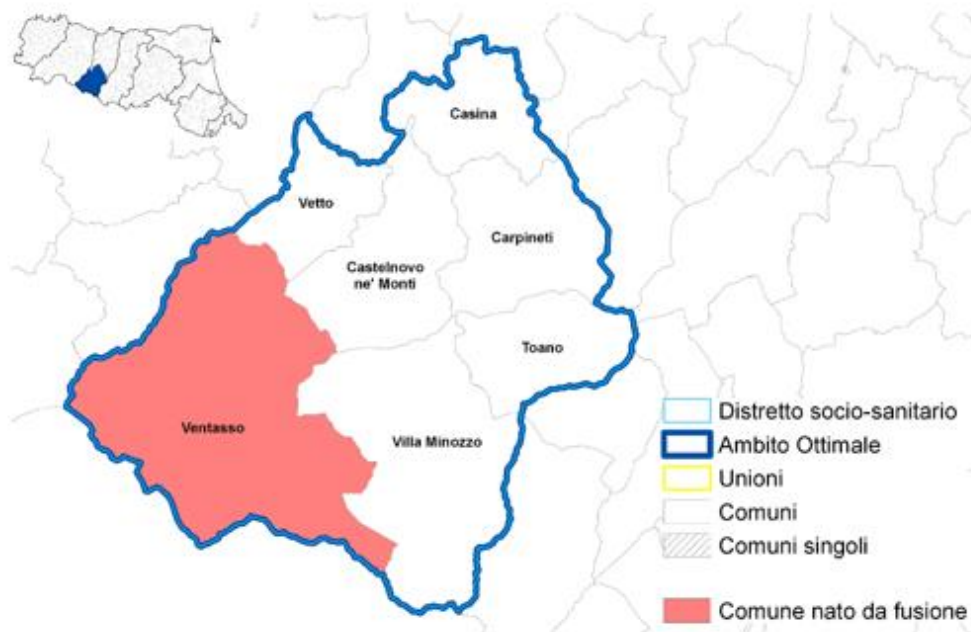 Casina
Vetto
Carpineti
Castelnovo
ne' Monti
Toano
Ventasso
Villa Minozzo
Distretto socio-sanitario
Ambito Ottimale
Unioni
Comuni
Comuni singoli
Comune nato da fusione